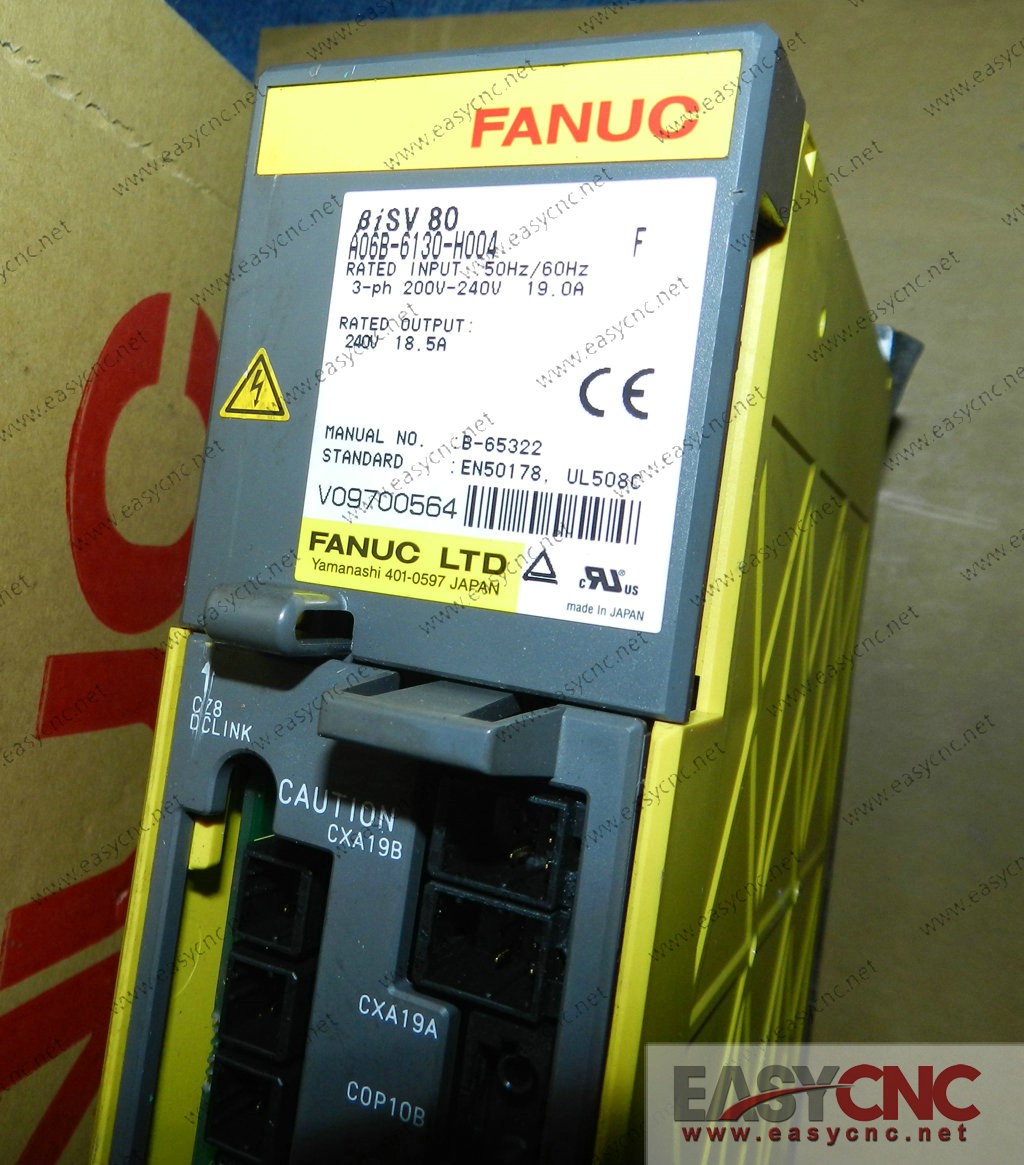 FANUC
βiSV 80
A06B-6130-H004 F
RATED INPUT: 50Hz/60Hz
3-ph 200V-240V 19.0A
RATED OUTPUT:
240V 18.5A
CE
MANUAL NO. B-65322
STANDARD :EN50178, UL508C
V09700564
FANUC LTD
Yamanashi 401-0597 JAPAN
c RU ® us
made in JAPAN
CZ8
DCLINK
CAUTION
CXA19B
CXA19A
COP10B
EASYCNC
www.easycnc.net